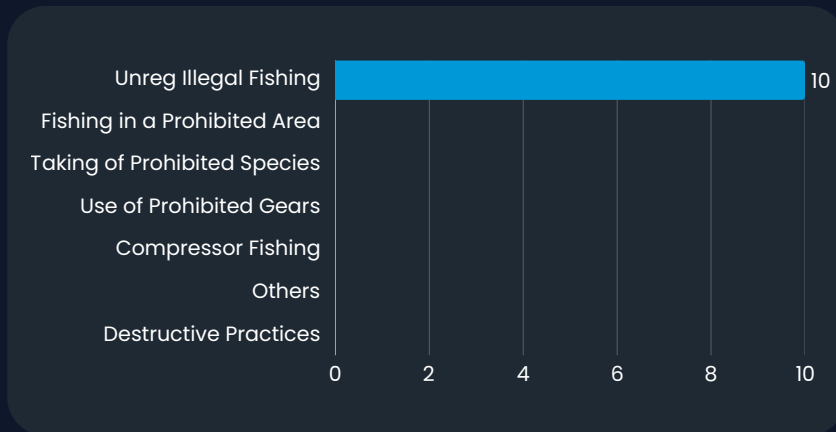 Unreg Illegal Fishing
10
Fishing in a Prohibited Area
Taking of Prohibited Species
Use of Prohibited Gears
Compressor Fishing
Others
Destructive Practices
0 2 4 6 8 10